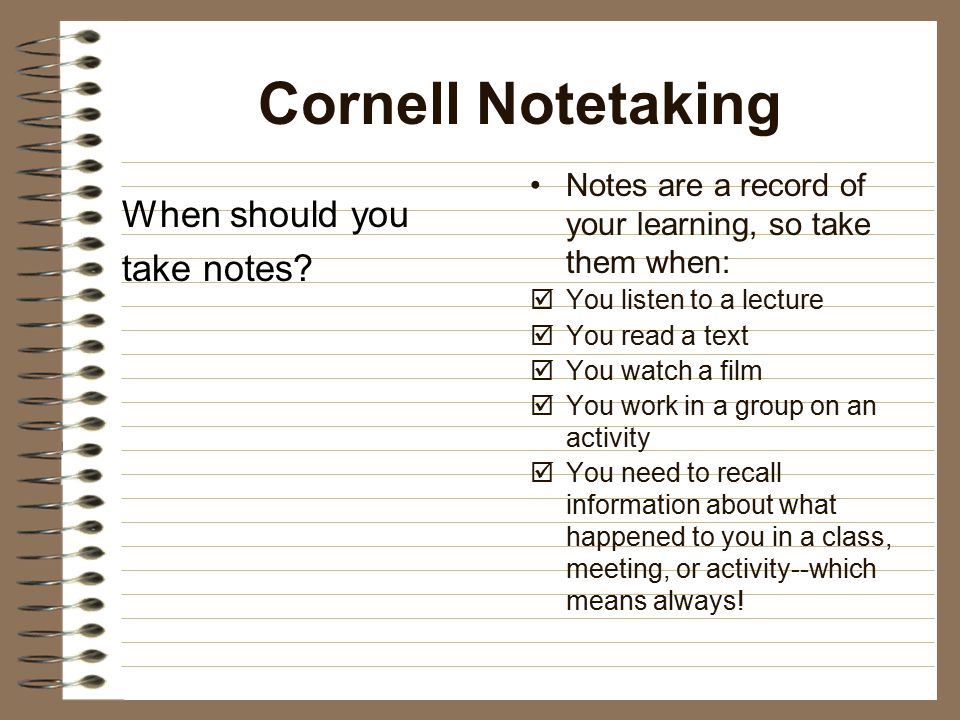 Cornell Notetaking
When should you
take notes?
• Notes are a record of
your learning, so take
them when:
☑ You listen to a lecture
☑ You read a text
☑ You watch a film
☑ You work in a group on an
activity
☑ You need to recall
information about what
happened to you in a class,
meeting, or activity--which
means always!